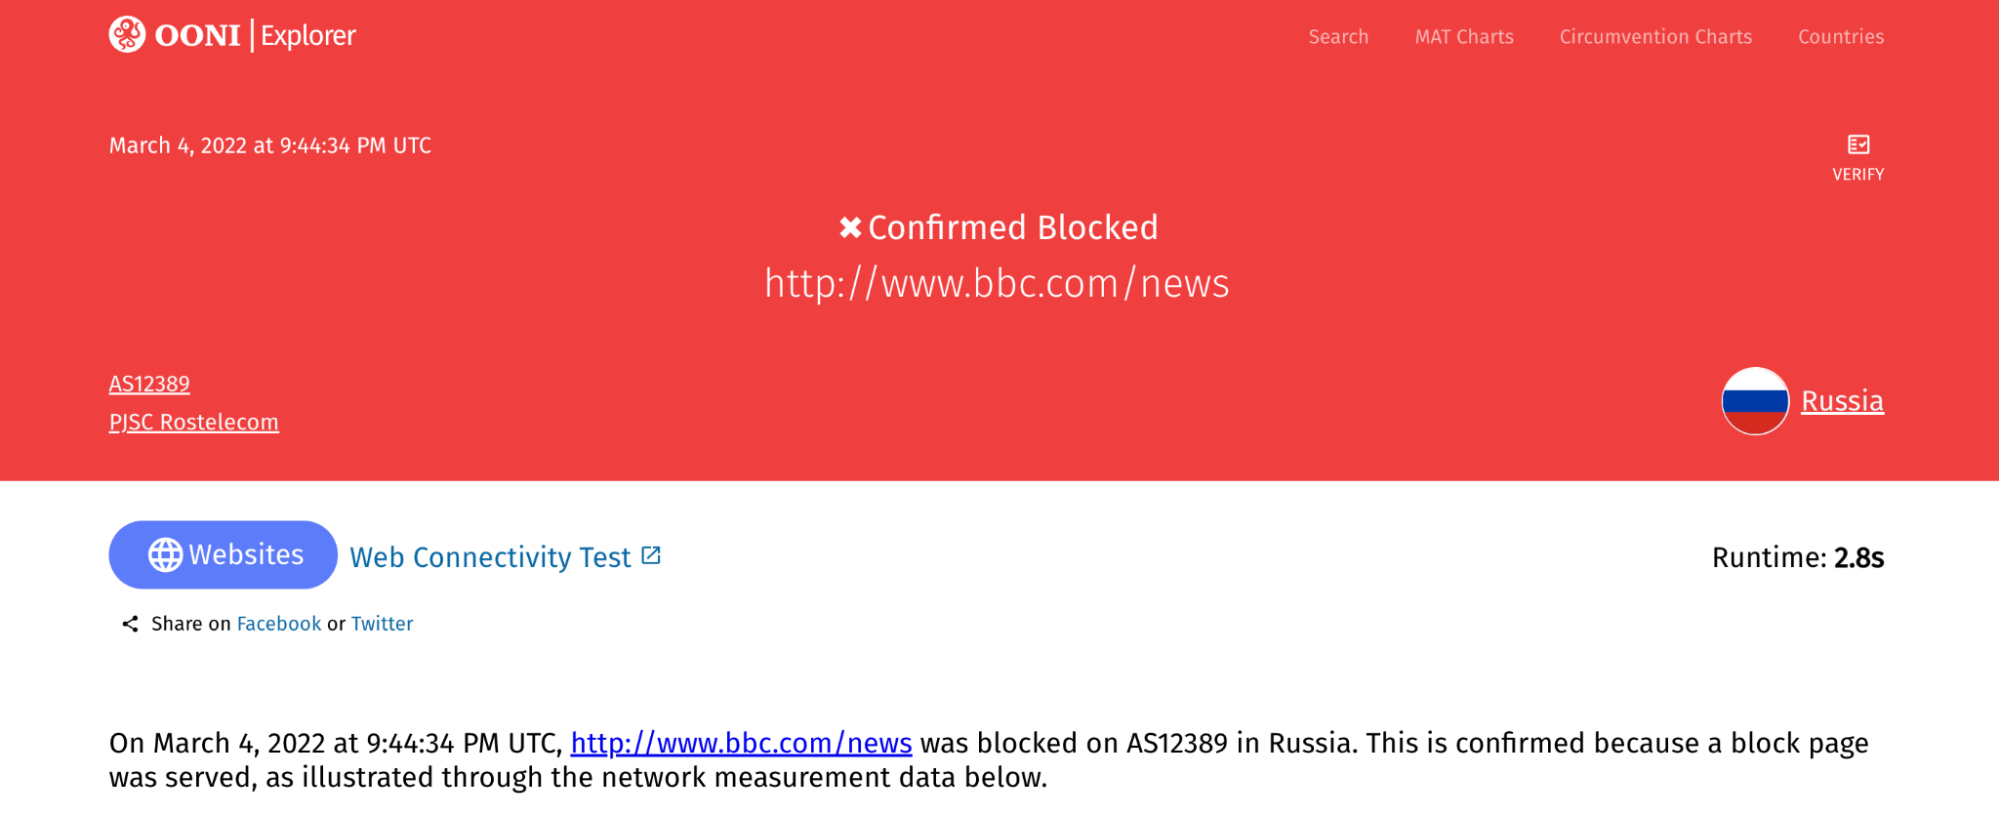 OONI | Explorer Search MAT Charts Circumvention Charts Countries
March 4, 2022 at 9:44:34 PM UTC
VERIFY
✖ Confirmed Blocked
http://www.bbc.com/news
AS12389
PJSC Rostelecom
Russia
Websites Web Connectivity Test Runtime: 2.8s
Share on Facebook or Twitter
On March 4, 2022 at 9:44:34 PM UTC, http://www.bbc.com/news was blocked on AS12389 in Russia. This is confirmed because a block page
was served, as illustrated through the network measurement data below.